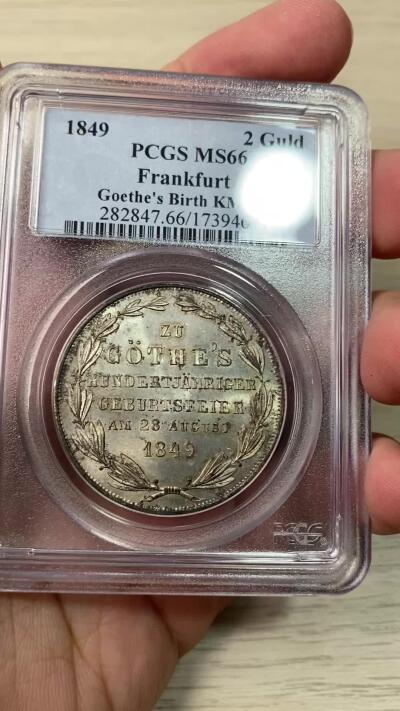 1849 2 Guld
PCGS MS66
Frankfurt
Goethe's Birth KM
282847.66/173940
ZU
GÖTHE'S
HUNDERTJÄHRIGER
GEBURTSFEIER
AM 28 AUGUST
1849
PCGS